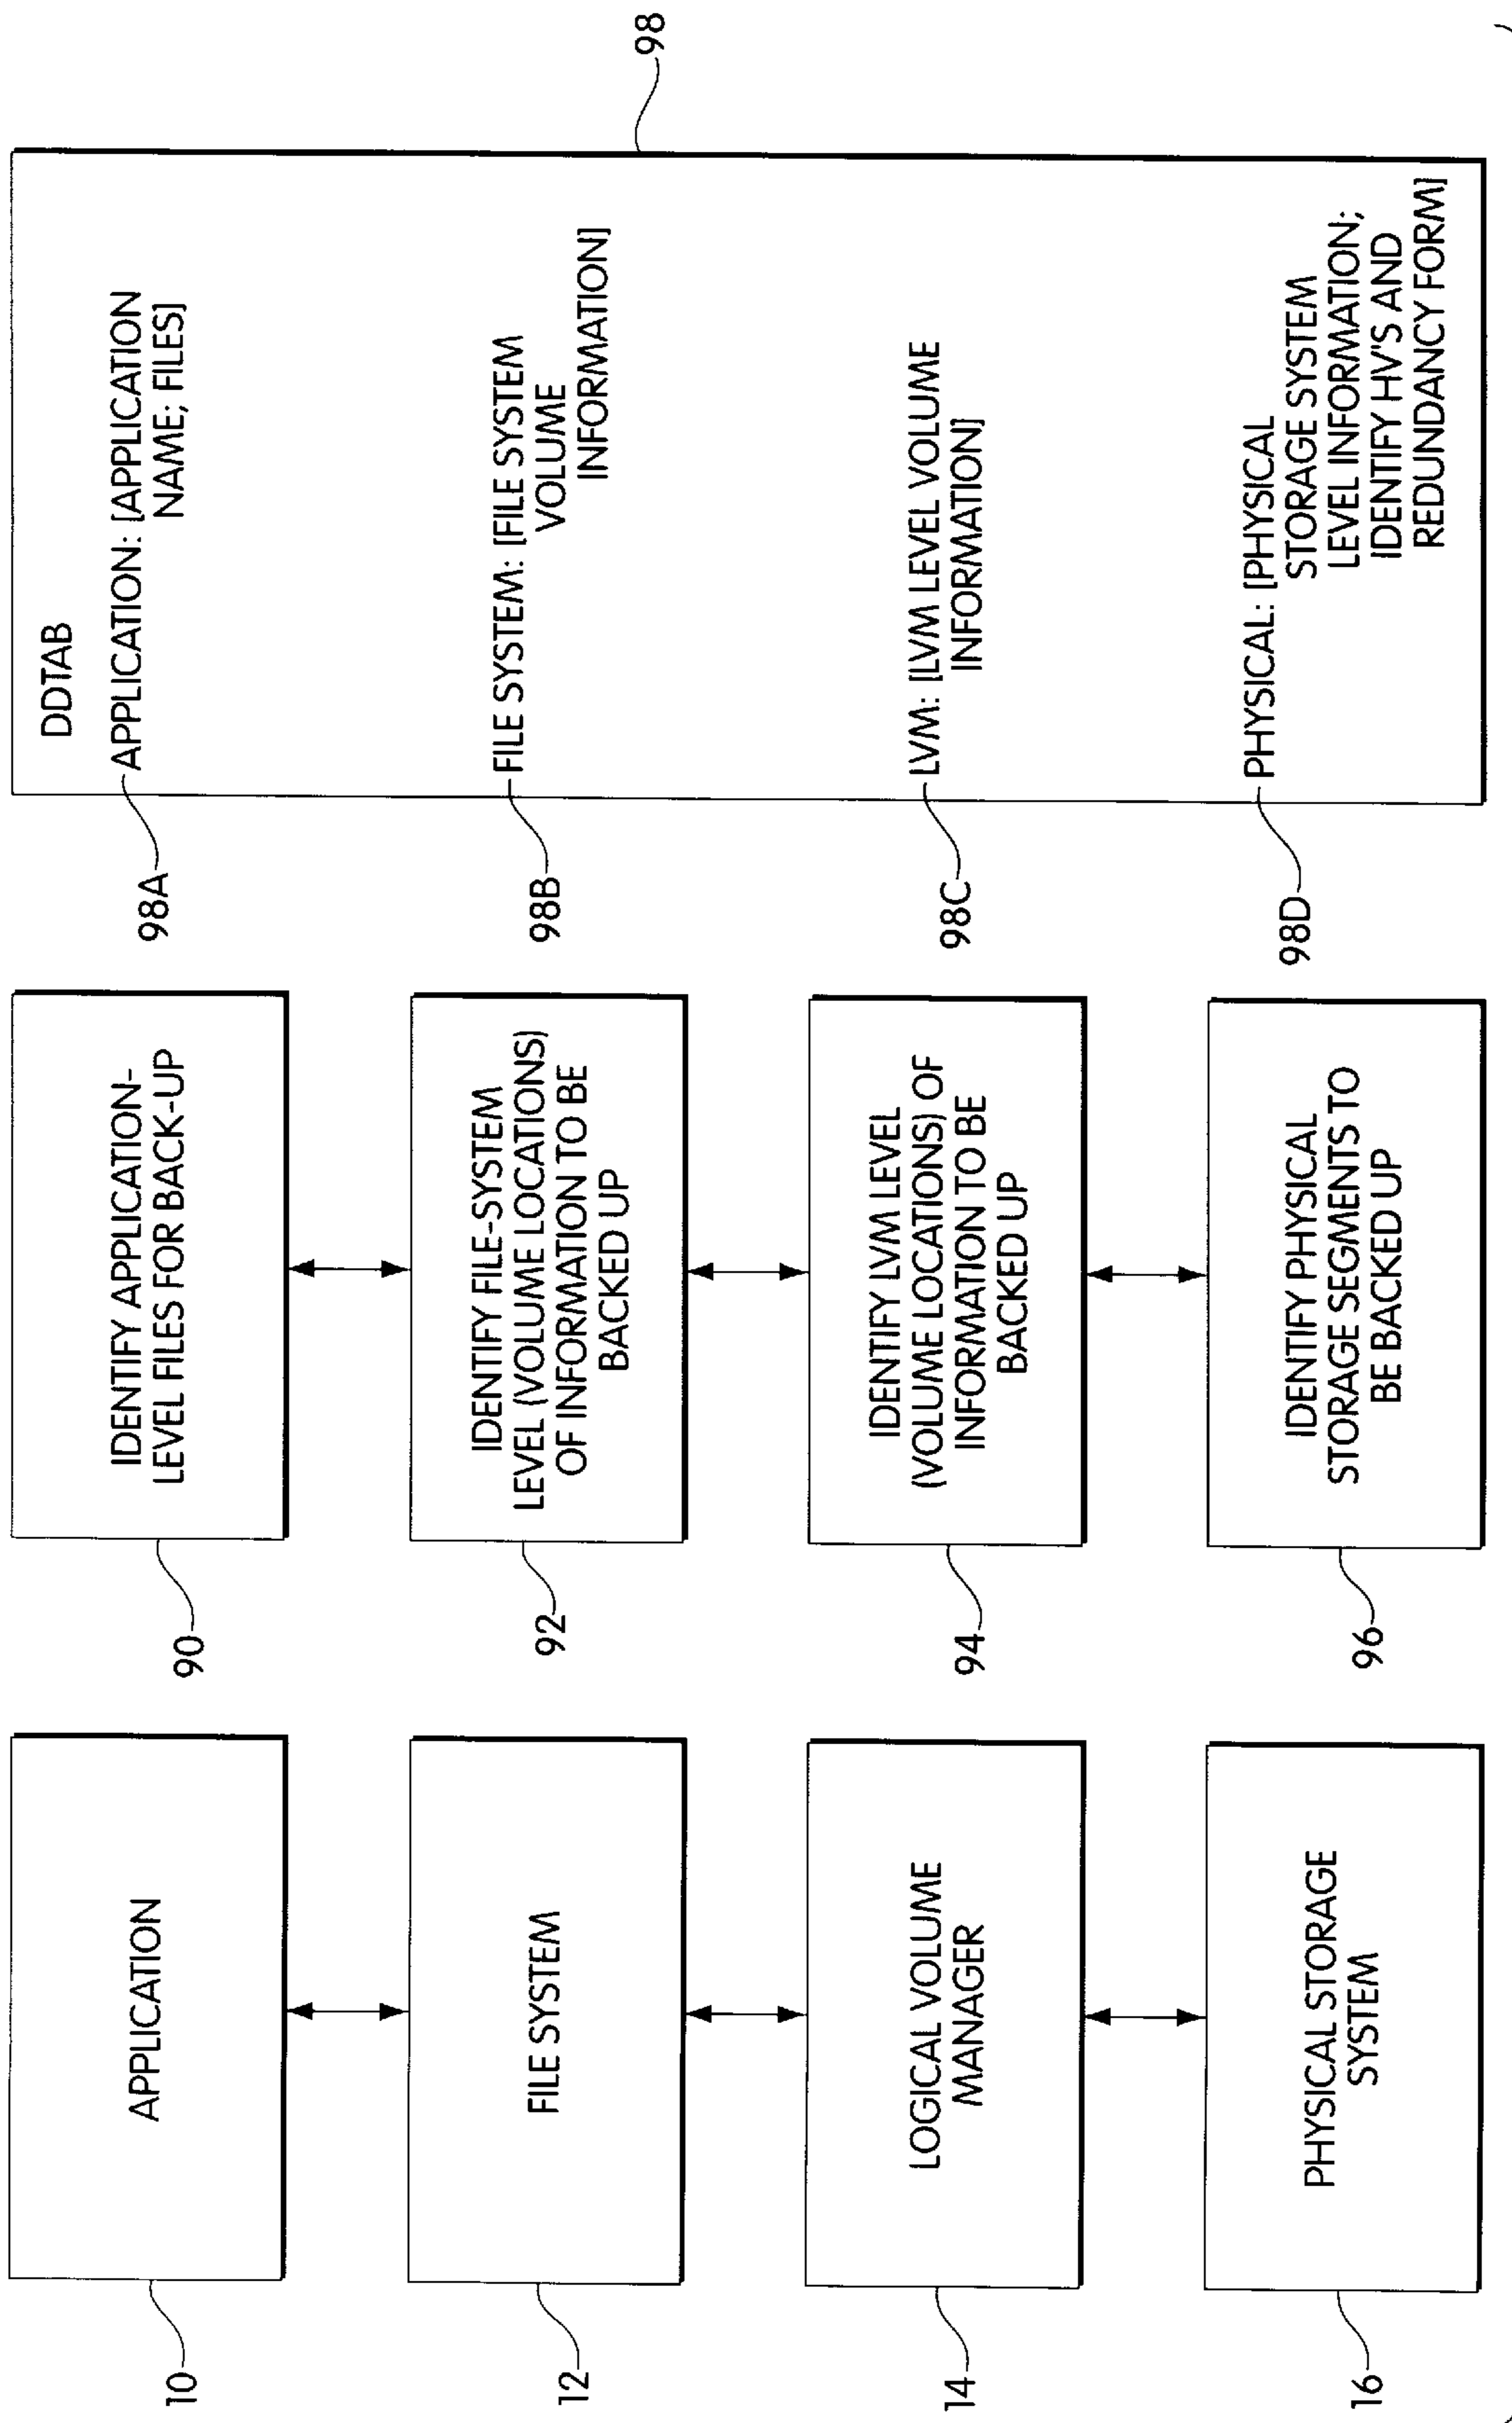 10
APPLICATION
12
FILE SYSTEM
14
LOGICAL VOLUME
MANAGER
16
PHYSICAL STORAGE
SYSTEM
90
IDENTIFY APPLICATION-
LEVEL FILES FOR BACK-UP
92
IDENTIFY FILE-SYSTEM
LEVEL (VOLUME LOCATIONS)
OF INFORMATION TO BE
BACKED UP
94
IDENTIFY LVM LEVEL
(VOLUME LOCATIONS) OF
INFORMATION TO BE
BACKED UP
96
IDENTIFY PHYSICAL
STORAGE SEGMENTS TO
BE BACKED UP
98
DDTAB
98A
APPLICATION: [APPLICATION
NAME; FILES]
98B
FILE SYSTEM: [FILE SYSTEM
VOLUME
INFORMATION]
98C
LVM: [LVM LEVEL VOLUME
INFORMATION]
98D
PHYSICAL: [PHYSICAL
STORAGE SYSTEM
LEVEL INFORMATION;
IDENTIFY HV'S AND
REDUNDANCY FORM]